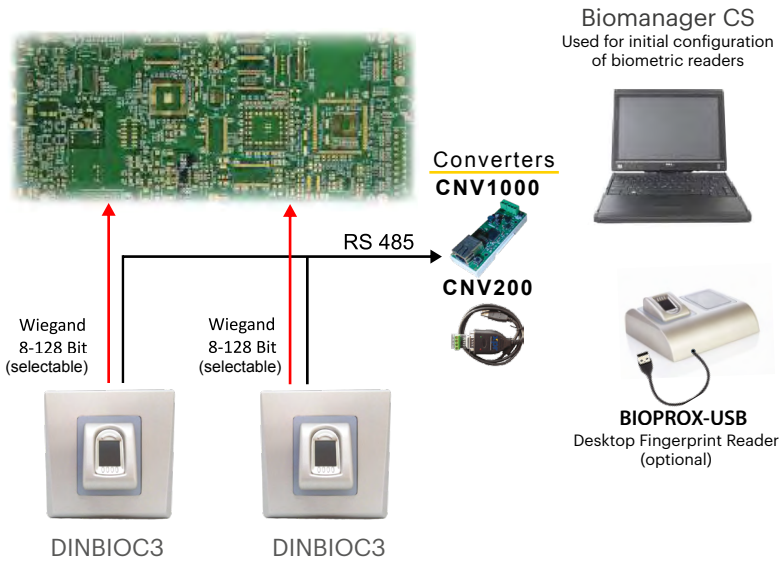 Biomanager CS
Used for initial configuration
of biometric readers
Converters
CNV1000
RS 485
CNV200
Wiegand
8-128 Bit
(selectable)
Wiegand
8-128 Bit
(selectable)
BIOPROX-USB
Desktop Fingerprint Reader
(optional)
DINBIOC3
DINBIOC3